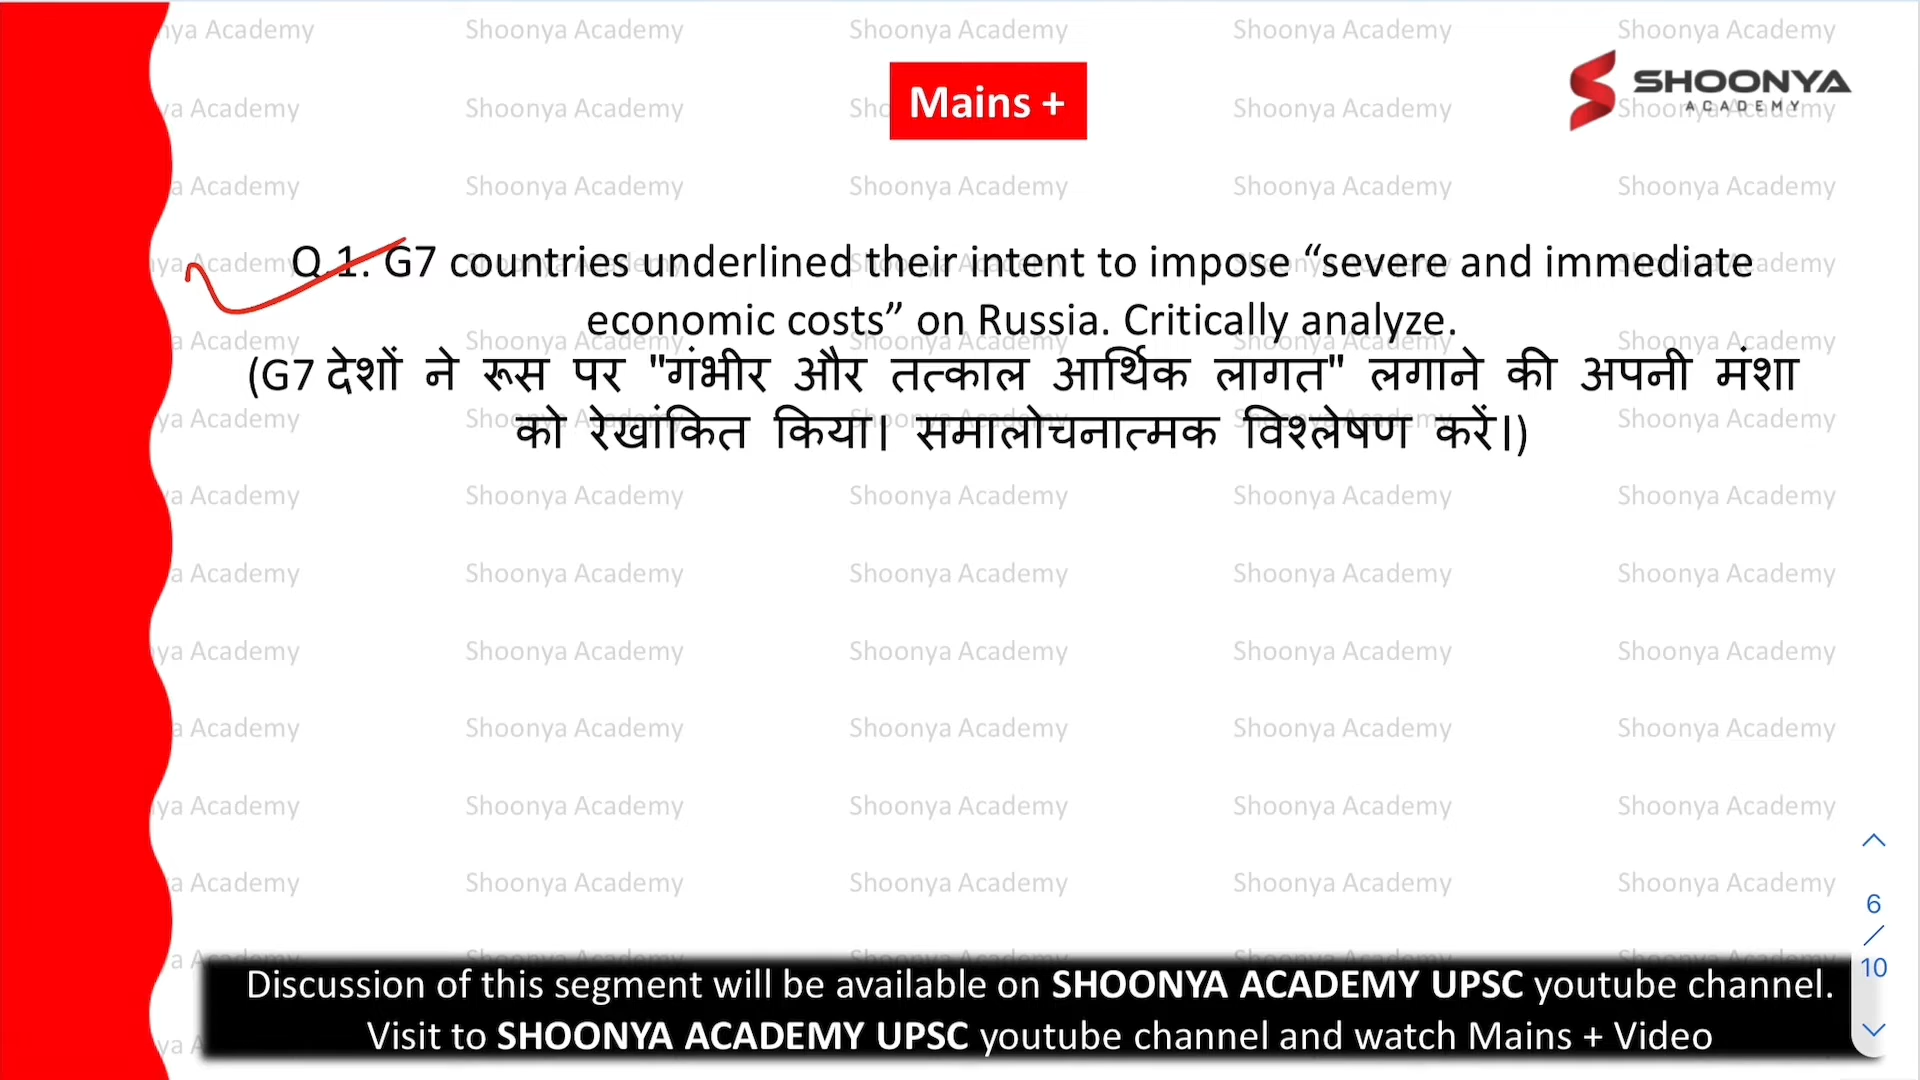 Mains +
SHOONYA
ACADEMY
Q.1. G7 countries underlined their intent to impose “severe and immediate
economic costs” on Russia. Critically analyze.
(G7 देशों ने रूस पर "गंभीर और तत्काल आर्थिक लागत" लगाने की अपनी मंशा
को रेखांकित किया। समालोचनात्मक विश्लेषण करें।)
6
/
10
Discussion of this segment will be available on SHOONYA ACADEMY UPSC youtube channel.
Visit to SHOONYA ACADEMY UPSC youtube channel and watch Mains + Video
Shoonya Academy